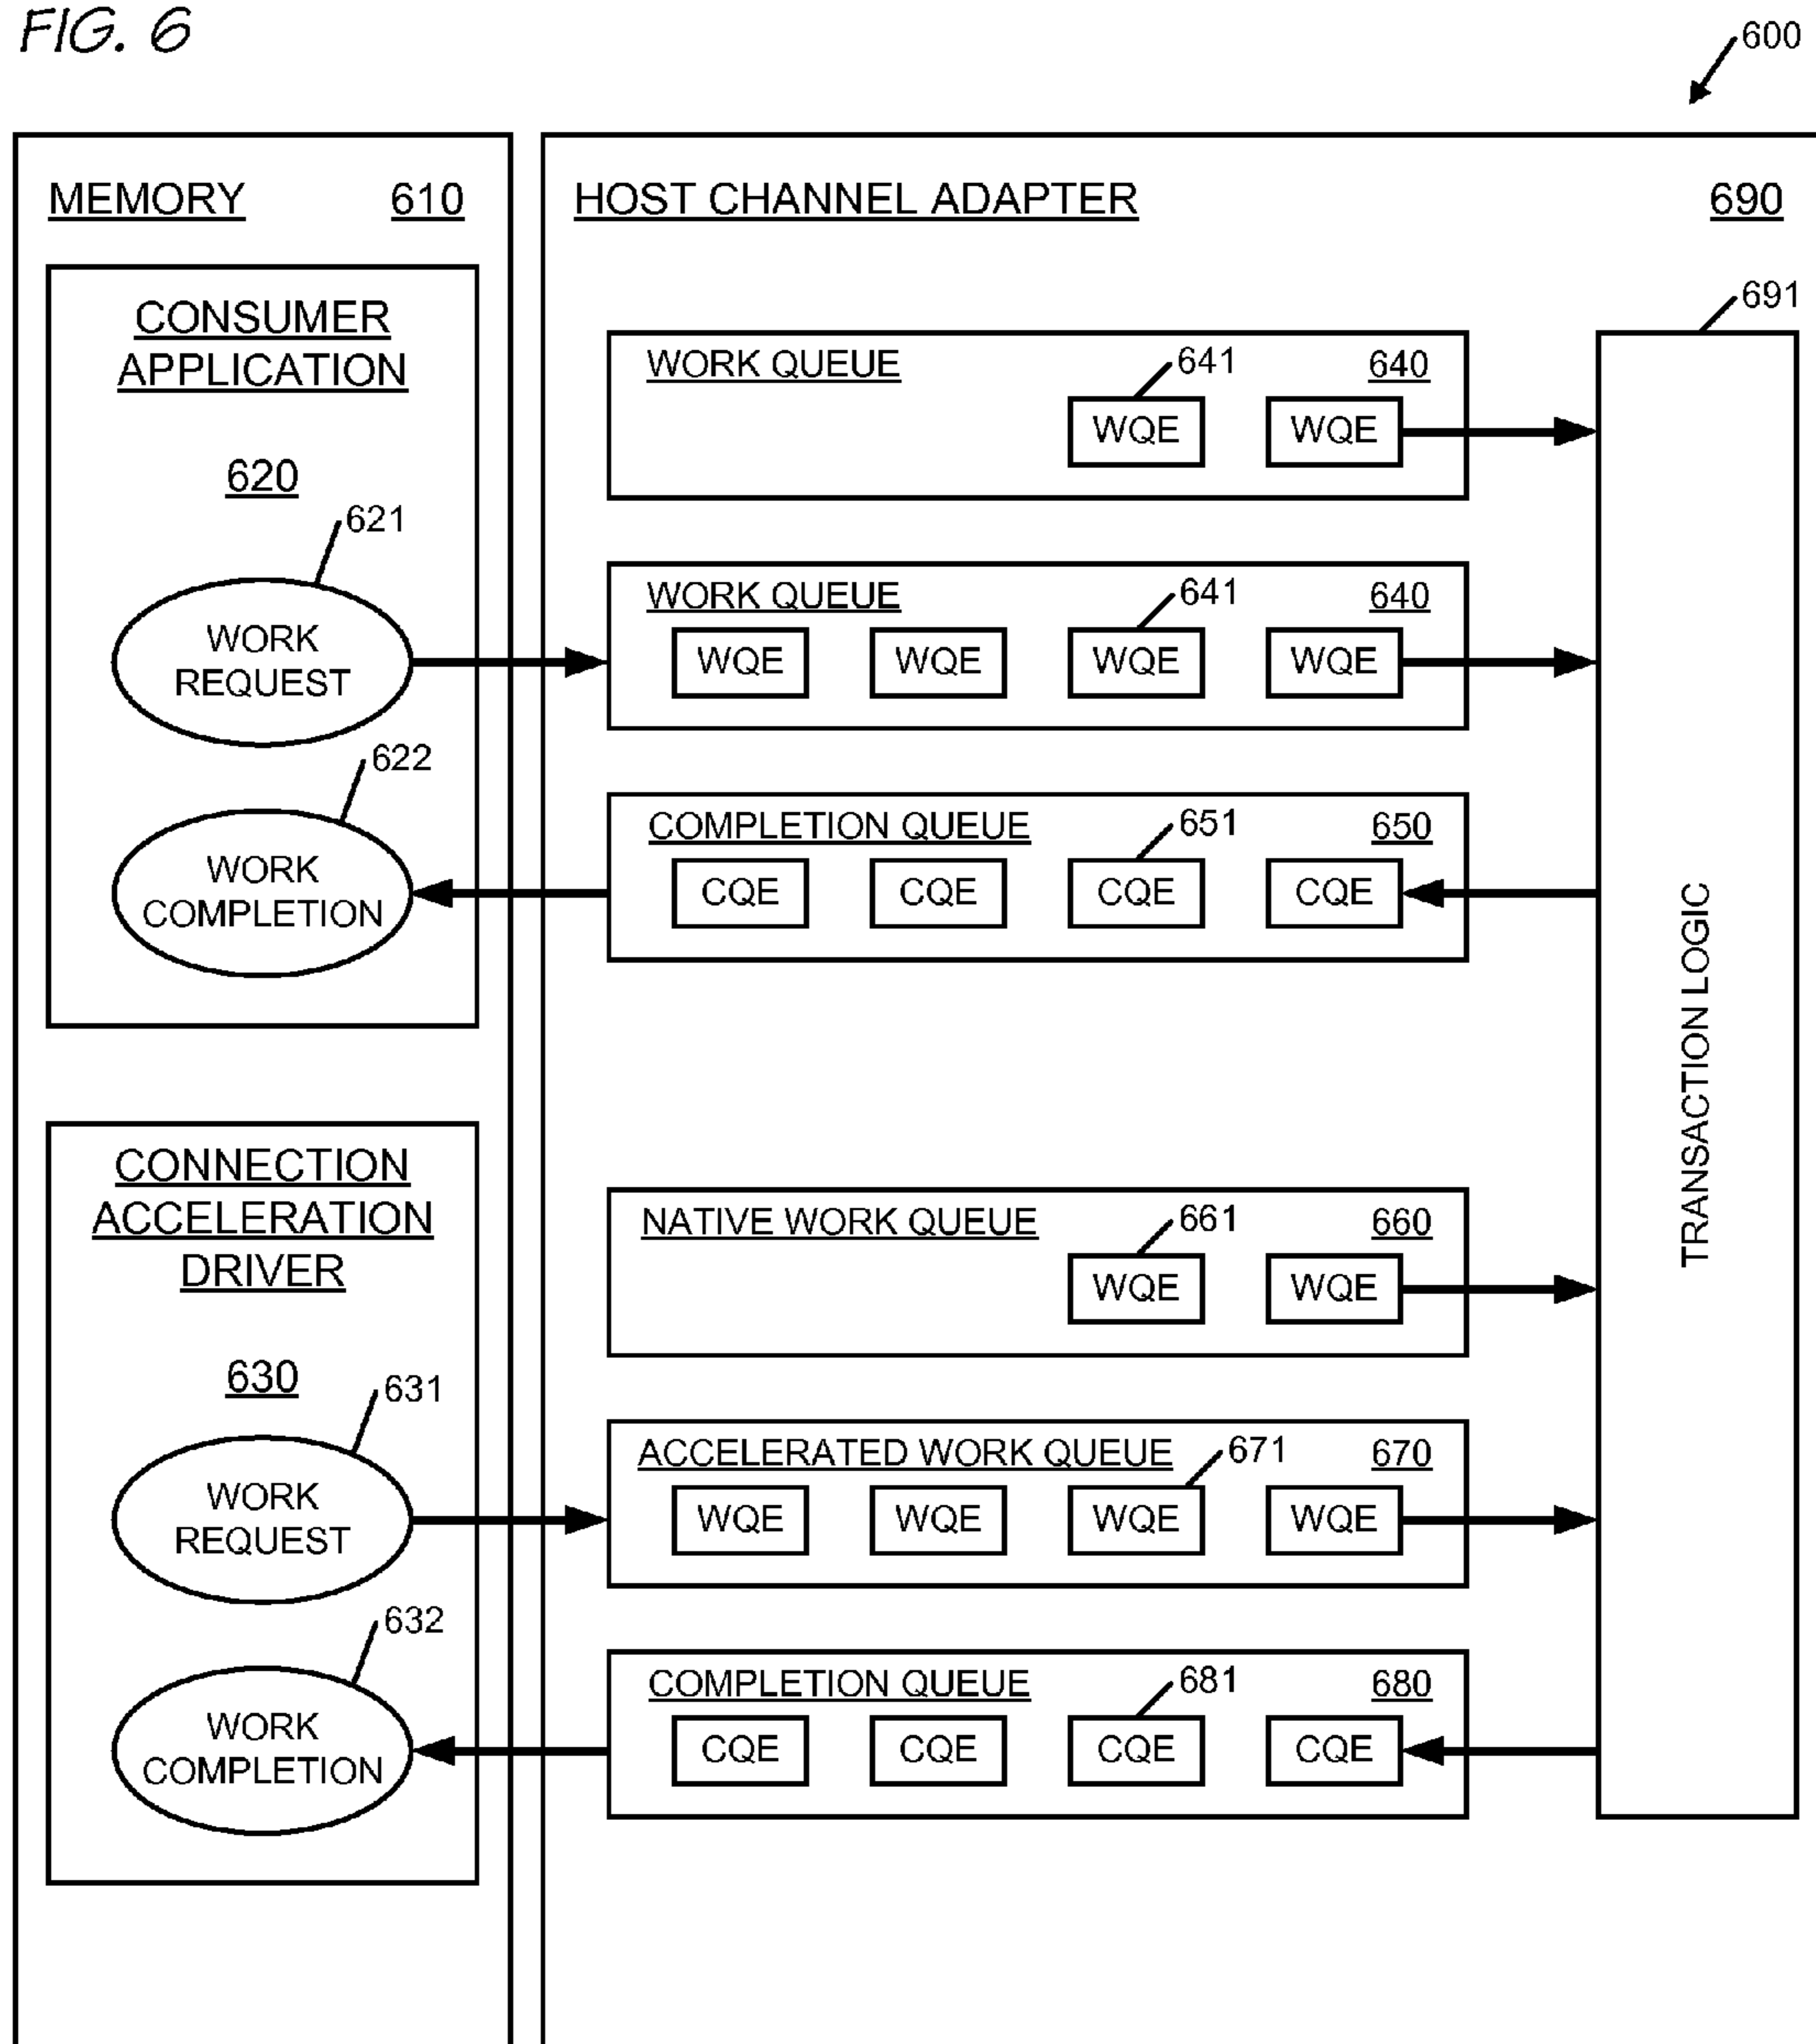 FIG. 6
600
MEMORY 610
CONSUMER
APPLICATION
620
621
WORK
REQUEST
622
WORK
COMPLETION
CONNECTION
ACCELERATION
DRIVER
630
631
WORK
REQUEST
632
WORK
COMPLETION
HOST CHANNEL ADAPTER 690
691
WORK QUEUE 641 640
WQE WQE
WORK QUEUE 641 640
WQE WQE WQE WQE
COMPLETION QUEUE 651 650
CQE CQE CQE CQE
NATIVE WORK QUEUE 661 660
WQE WQE
ACCELERATED WORK QUEUE 671 670
WQE WQE WQE WQE
COMPLETION QUEUE 681 680
CQE CQE CQE CQE
TRANSACTION LOGIC